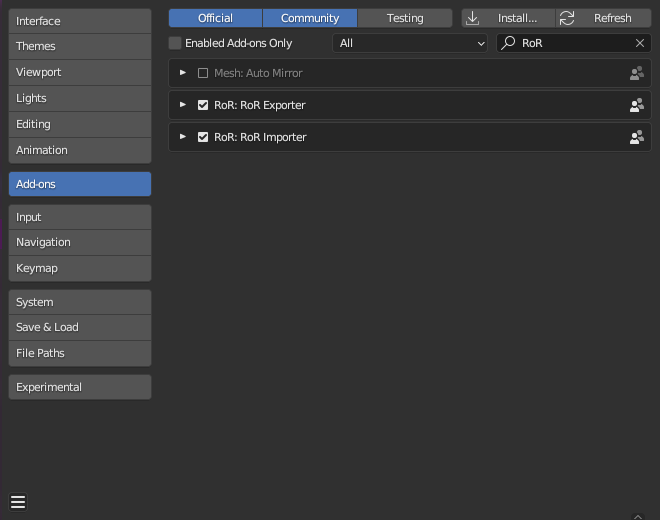 Interface
Themes
Viewport
Lights
Editing
Animation
Add-ons
Input
Navigation
Keymap
System
Save & Load
File Paths
Experimental
Official Community Testing Install... Refresh
Enabled Add-ons Only All RoR
Mesh: Auto Mirror
RoR: RoR Exporter
RoR: RoR Importer